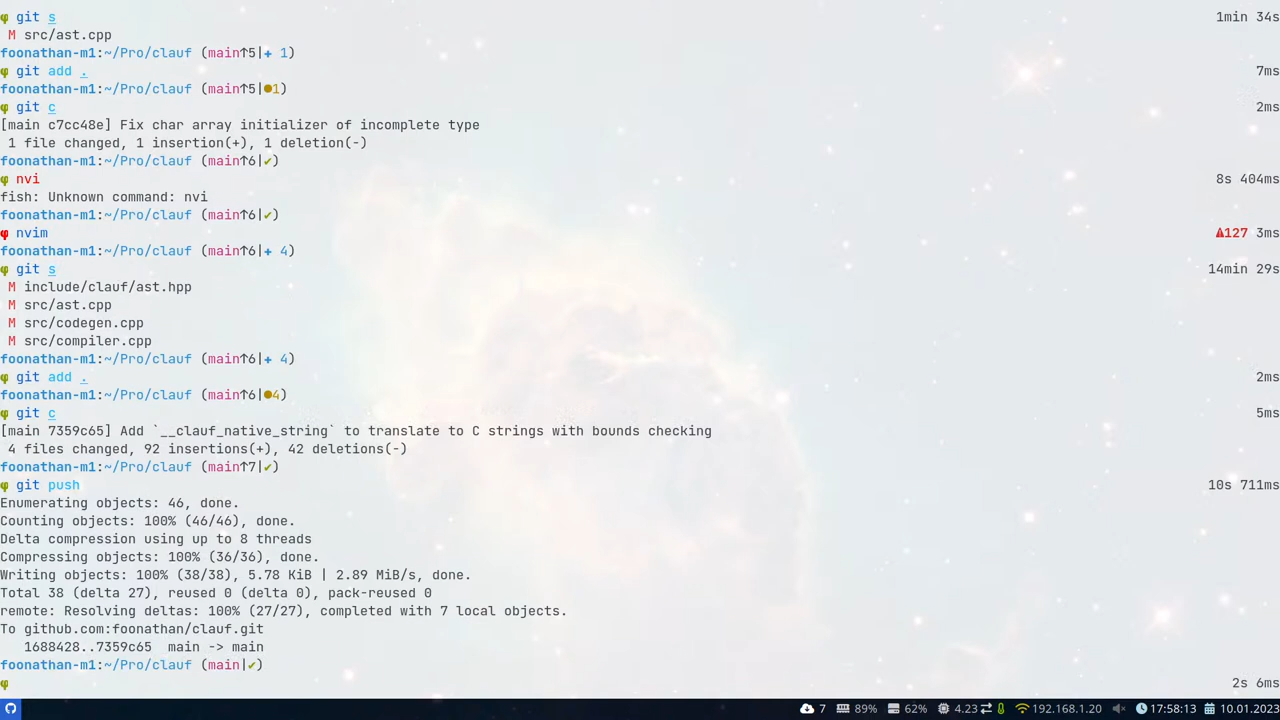 φ git s 1min 34s
M src/ast.cpp
foonathan-m1:~/Pro/clauf (main↑5|+ 1)
φ git add . 7ms
foonathan-m1:~/Pro/clauf (main↑5|●1)
φ git c 2ms
[main c7cc48e] Fix char array initializer of incomplete type
1 file changed, 1 insertion(+), 1 deletion(-)
foonathan-m1:~/Pro/clauf (main↑6|✔)
φ nvi 8s 404ms
fish: Unknown command: nvi
foonathan-m1:~/Pro/clauf (main↑6|✔)
φ nvim ⚠127 3ms
foonathan-m1:~/Pro/clauf (main↑6|+ 4)
φ git s 14min 29s
M include/clauf/ast.hpp
M src/ast.cpp
M src/codegen.cpp
M src/compiler.cpp
foonathan-m1:~/Pro/clauf (main↑6|+ 4)
φ git add . 2ms
foonathan-m1:~/Pro/clauf (main↑6|●4)
φ git c 5ms
[main 7359c65] Add `__clauf_native_string` to translate to C strings with bounds checking
4 files changed, 92 insertions(+), 42 deletions(-)
foonathan-m1:~/Pro/clauf (main↑7|✔)
φ git push 10s 711ms
Enumerating objects: 46, done.
Counting objects: 100% (46/46), done.
Delta compression using up to 8 threads
Compressing objects: 100% (36/36), done.
Writing objects: 100% (38/38), 5.78 KiB | 2.89 MiB/s, done.
Total 38 (delta 27), reused 0 (delta 0), pack-reused 0
remote: Resolving deltas: 100% (27/27), completed with 7 local objects.
To github.com:foonathan/clauf.git
1688428..7359c65 main -> main
foonathan-m1:~/Pro/clauf (main|✔)
φ 2s 6ms
7 89% 62% 4.23 192.168.1.20 17:58:13 10.01.2023